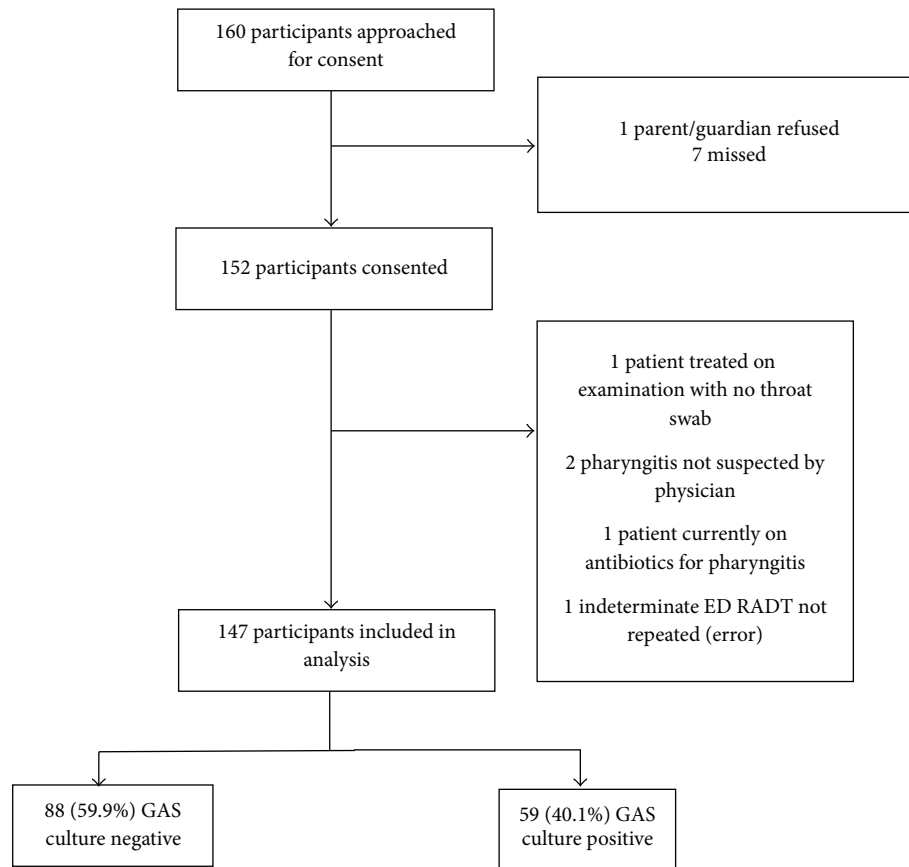 160 participants approached
for consent
1 parent/guardian refused
7 missed
152 participants consented
1 patient treated on
examination with no throat
swab
2 pharyngitis not suspected by
physician
1 patient currently on
antibiotics for pharyngitis
1 indeterminate ED RADT not
repeated (error)
147 participants included in
analysis
88 (59.9%) GAS
culture negative
59 (40.1%) GAS
culture positive